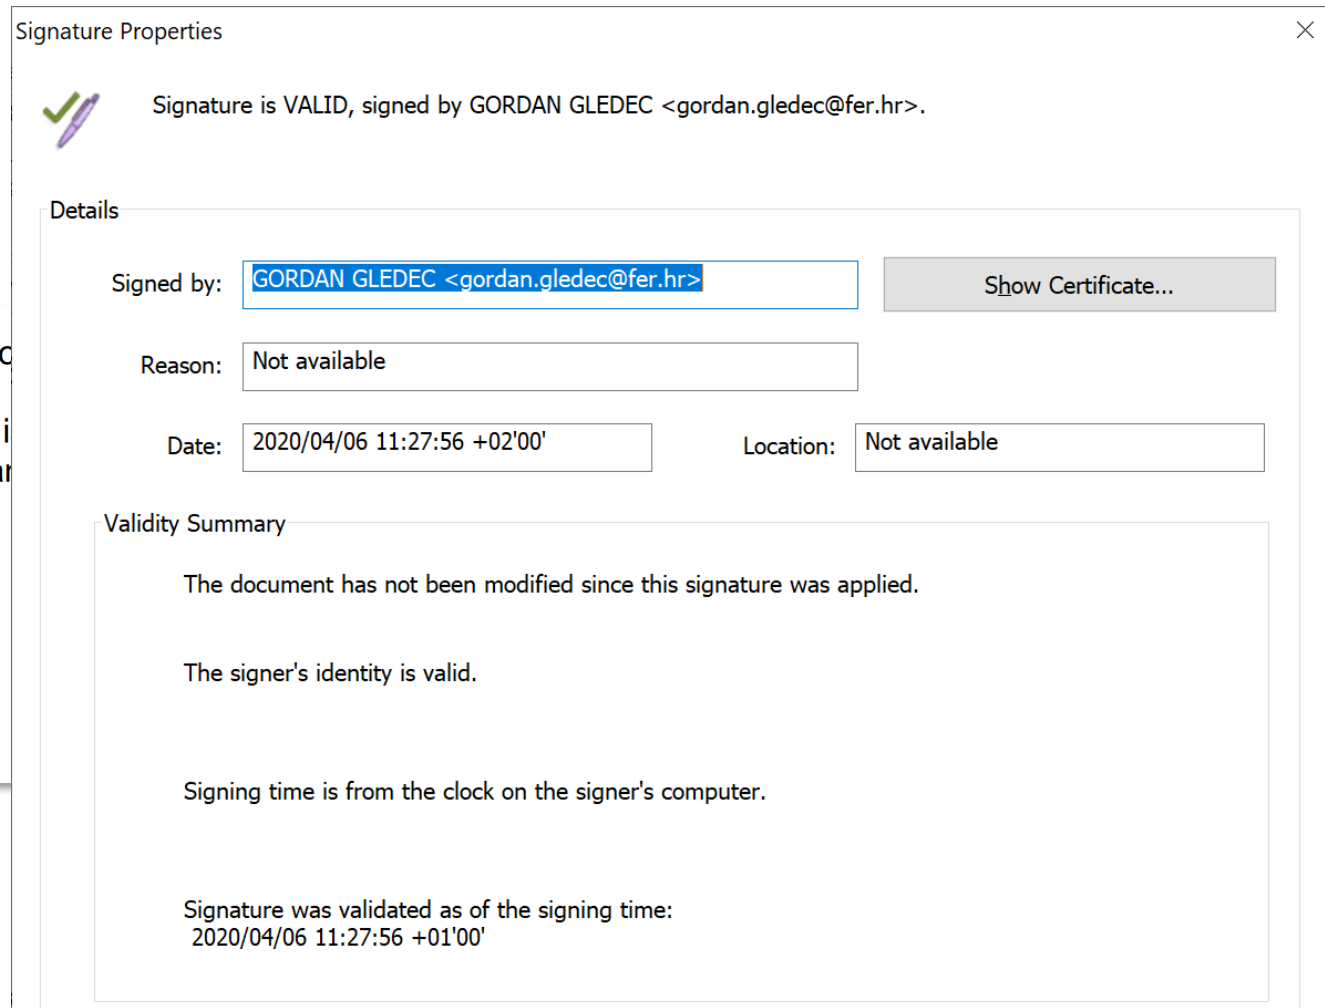 Signature Properties
Signature is VALID, signed by GORDAN GLEDEC <gordan.gledec@fer.hr>.
Details
Signed by: GORDAN GLEDEC <gordan.gledec@fer.hr> Show Certificate...
Reason: Not available
Date: 2020/04/06 11:27:56 +02'00' Location: Not available
Validity Summary
The document has not been modified since this signature was applied.
The signer's identity is valid.
Signing time is from the clock on the signer's computer.
Signature was validated as of the signing time:
2020/04/06 11:27:56 +01'00'